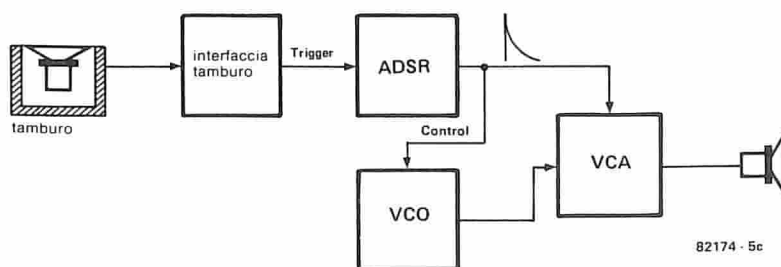 tamburo
interfaccia
tamburo
Trigger
ADSR
Control
VCO
VCA
82174 - 5c